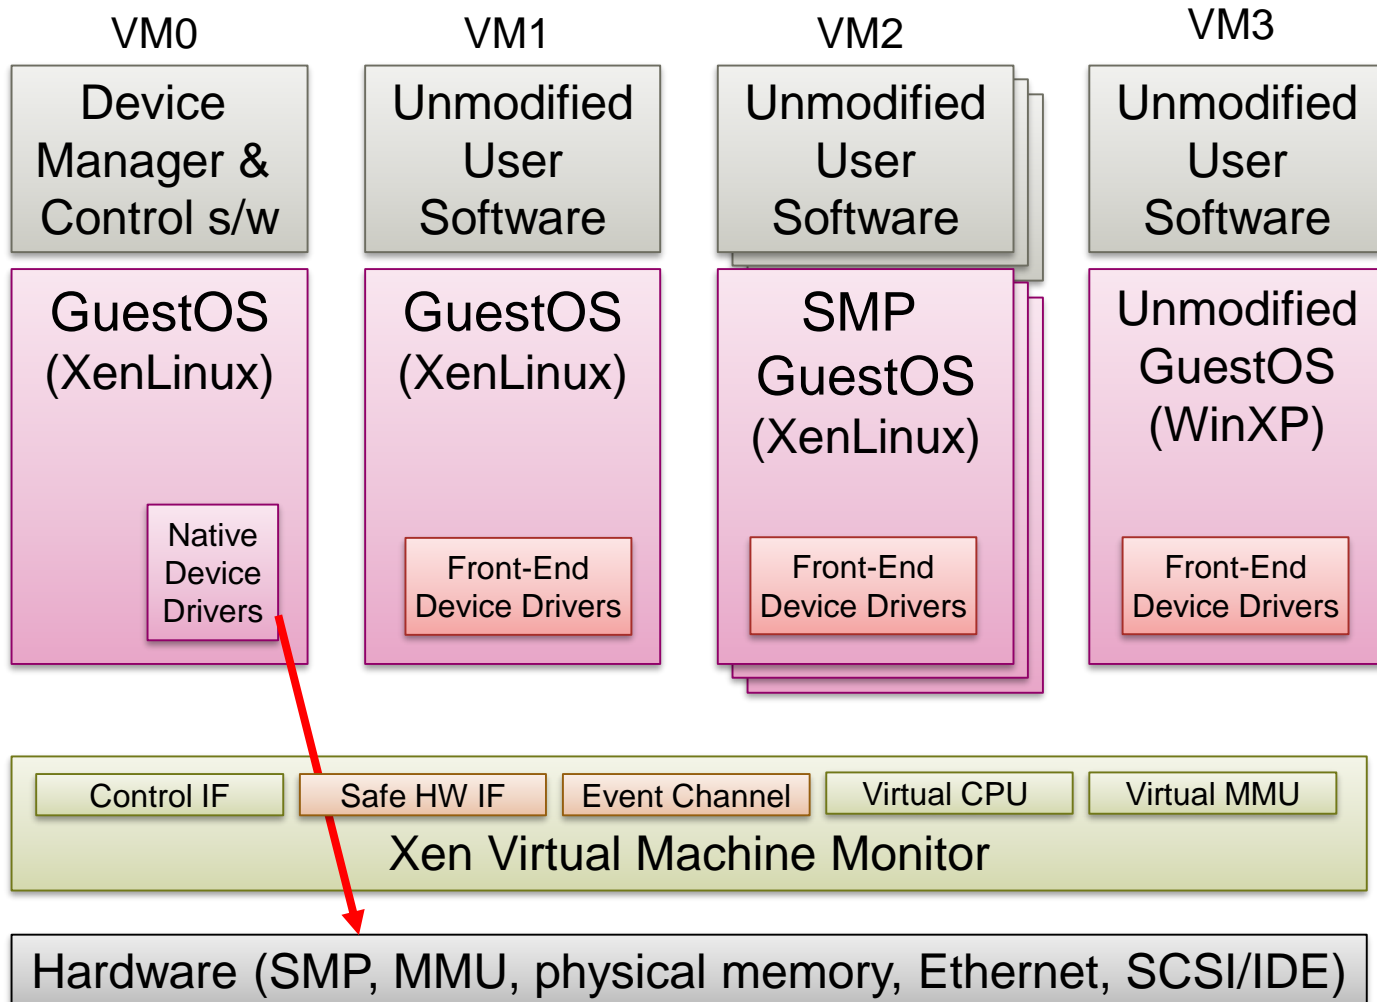 VM0
VM1
VM2
VM3
Device
Manager &
Control s/w
Unmodified
User
Software
Unmodified
User
Software
Unmodified
User
Software
GuestOS
(XenLinux)
GuestOS
(XenLinux)
SMP
GuestOS
(XenLinux)
Unmodified
GuestOS
(WinXP)
Native
Device
Drivers
Front-End
Device Drivers
Front-End
Device Drivers
Front-End
Device Drivers
Control IF
Safe HW IF
Event Channel
Virtual CPU
Virtual MMU
Xen Virtual Machine Monitor
Hardware (SMP, MMU, physical memory, Ethernet, SCSI/IDE)